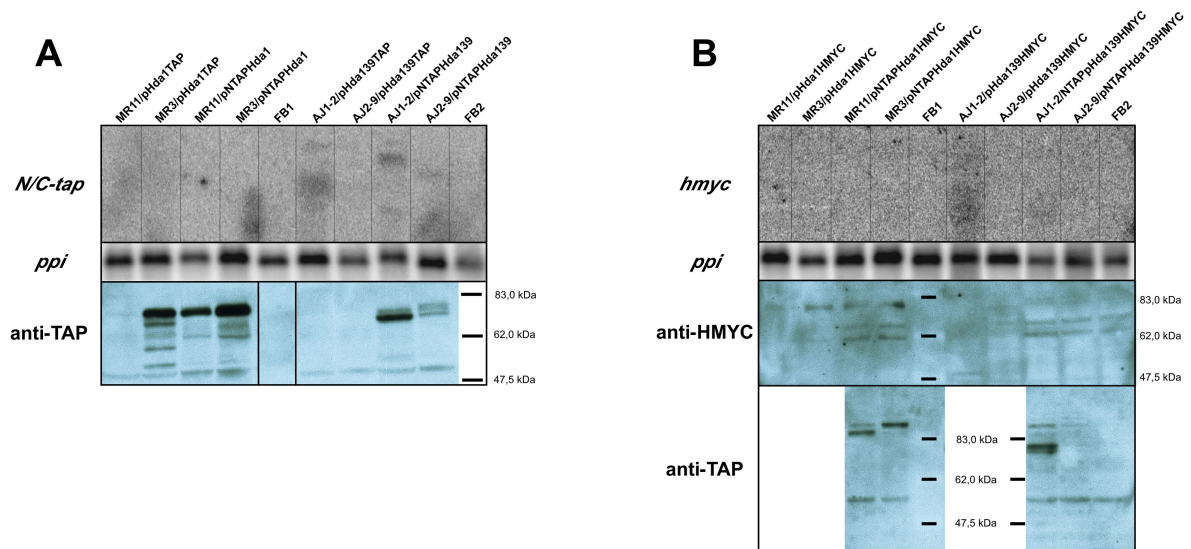 A
MR11/pHda1TAP
MR3/pHda1TAP
MR11/pNTAPHda1
MR3/pNTAPHda1
FB1
AJ1-2/pHda139TAP
AJ2-9/pHda139TAP
AJ1-2/pNTAPHda139
AJ2-9/pNTAPHda139
FB2
N/C-tap
ppi
anti-TAP
83,0 kDa
62,0 kDa
47,5 kDa
B
MR11/pHda1HMYC
MR3/pHda1HMYC
MR11/pNTAPHda1HMYC
MR3/pNTAPHda1HMYC
FB1
AJ1-2/pHda139HMYC
AJ2-9/pHda139HMYC
AJ1-2/NTAPpHda139HMYC
AJ2-9/pNTAPHda139HMYC
FB2
hmyc
ppi
anti-HMYC
83,0 kDa
62,0 kDa
47,5 kDa
anti-TAP
83,0 kDa
62,0 kDa
47,5 kDa